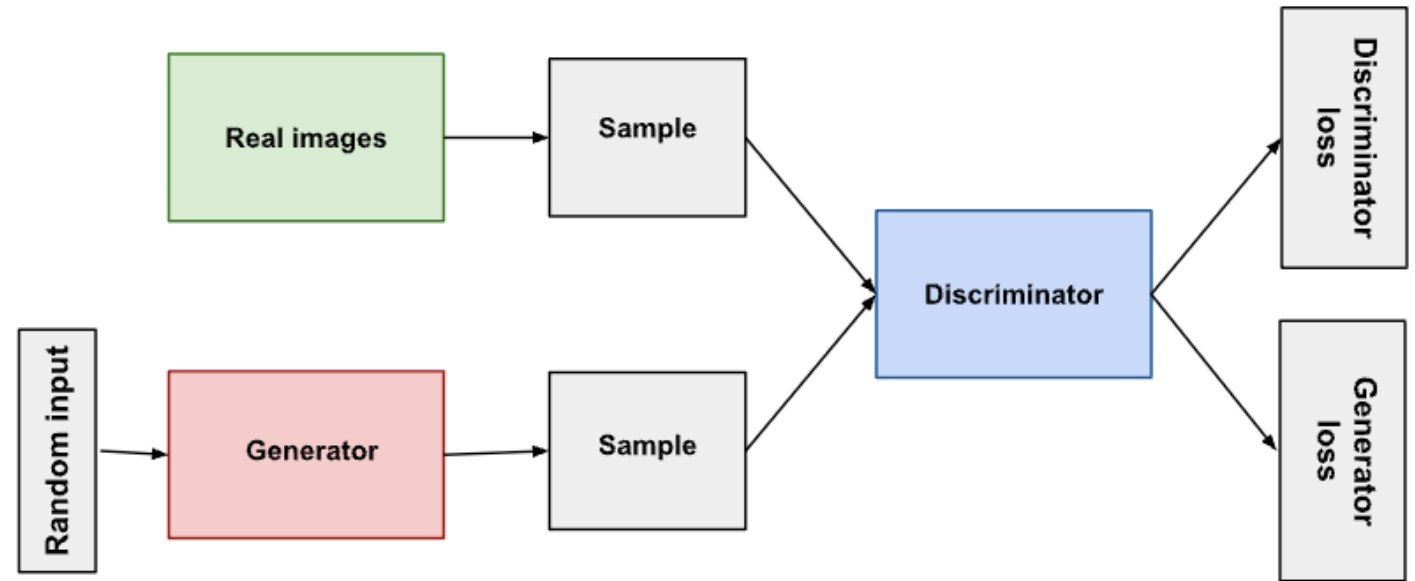 Real images
Sample
Discriminator
loss
Discriminator
Random input
Generator
Sample
Generator
loss